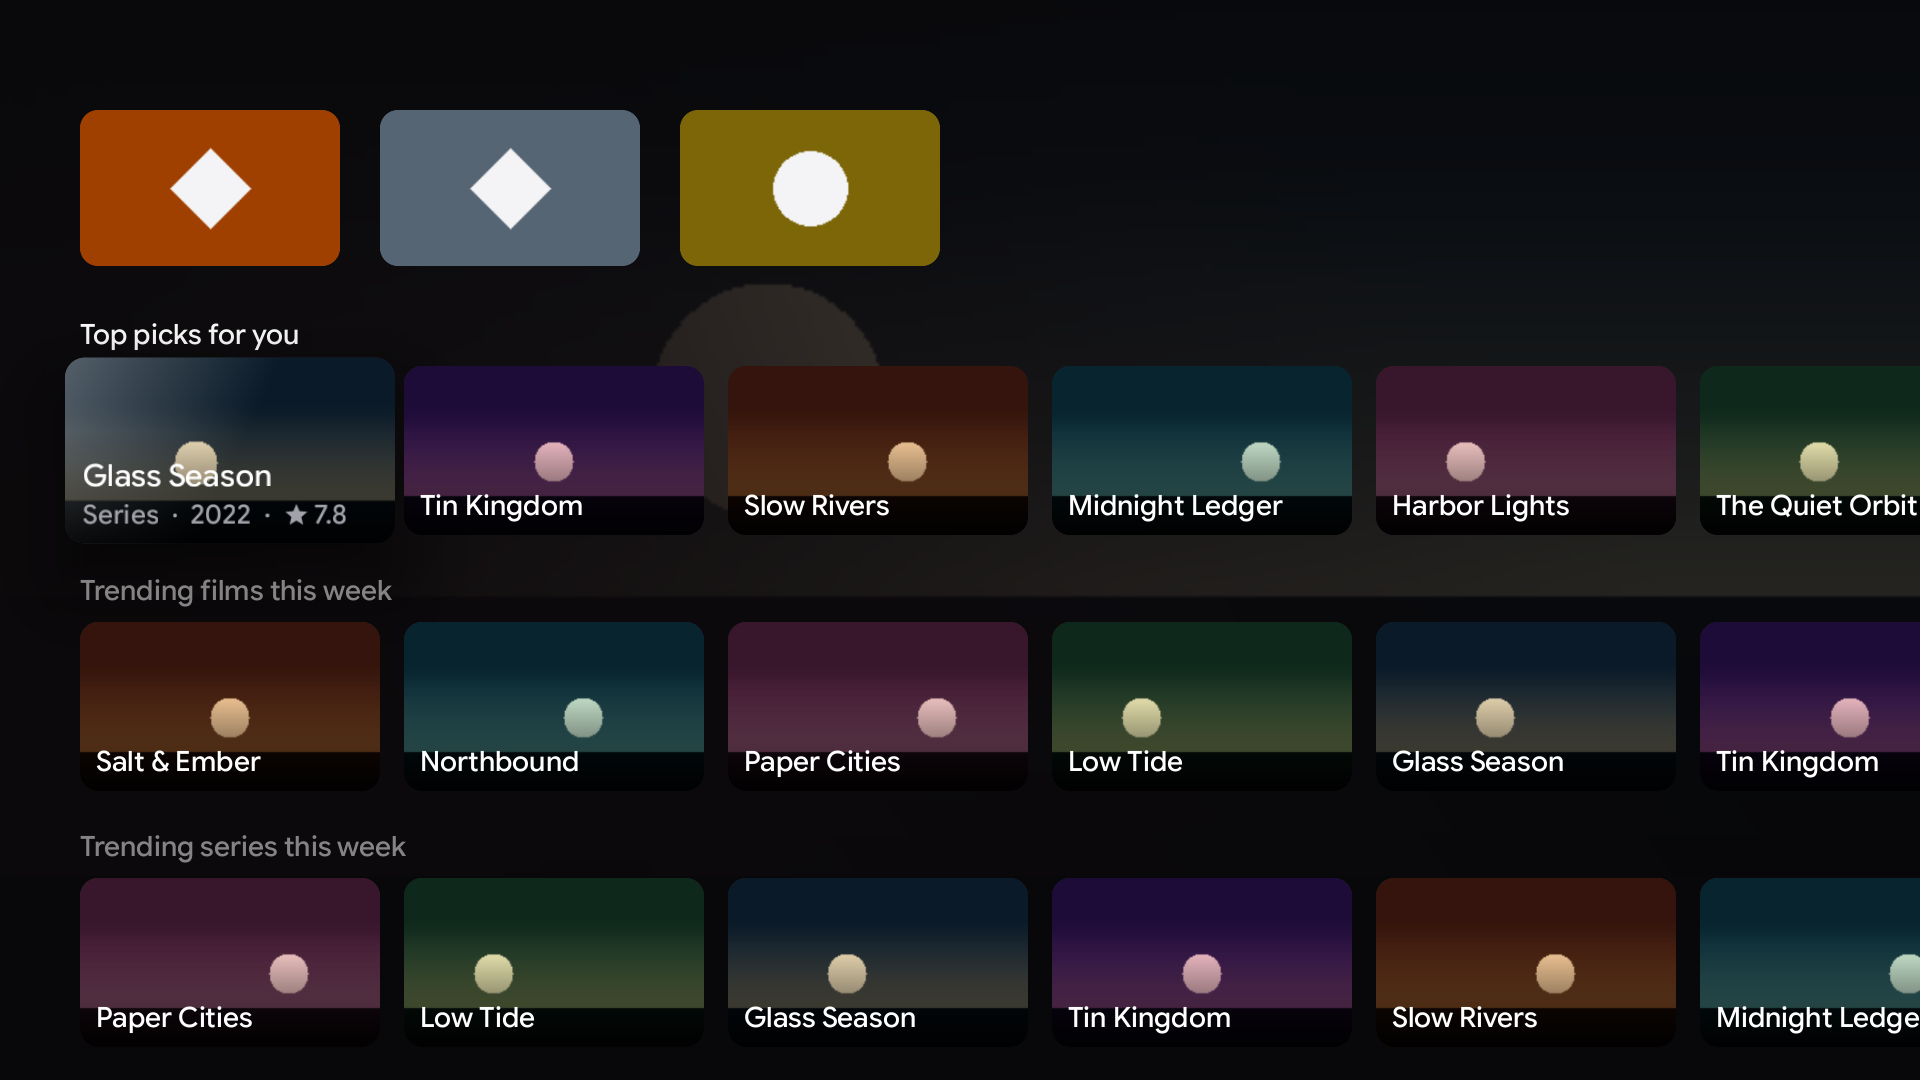 Top picks for you
Glass Season
Series · 2022 · ★ 7.8
Tin Kingdom
Slow Rivers
Midnight Ledger
Harbor Lights
The Quiet Orbit
Trending films this week
Salt & Ember
Northbound
Paper Cities
Low Tide
Glass Season
Tin Kingdom
Trending series this week
Paper Cities
Low Tide
Glass Season
Tin Kingdom
Slow Rivers
Midnight Ledge